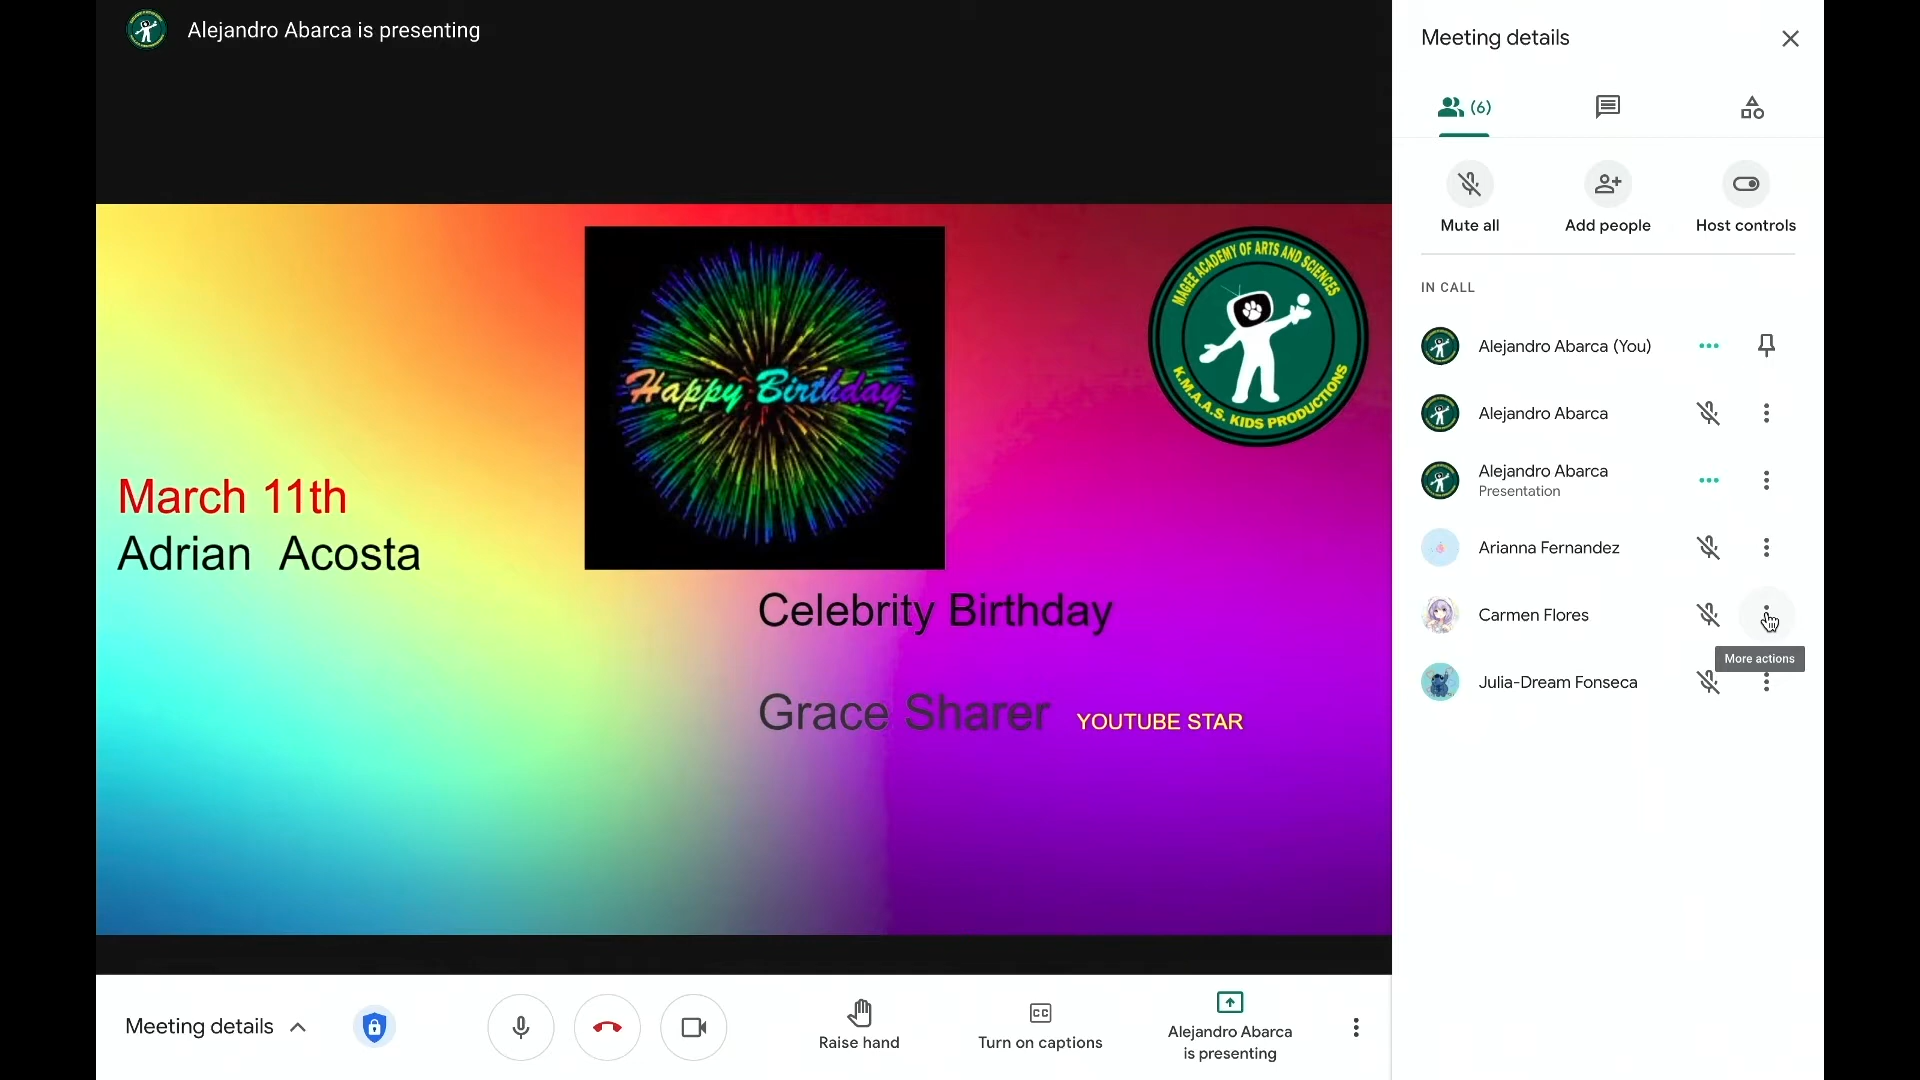 Alejandro Abarca is presenting
March 11th
Adrian Acosta
Happy Birthday
MAGEE ACADEMY OF ARTS AND SCIENCES
K.M.A.A.S. KIDS PRODUCTIONS
Celebrity Birthday
Grace Sharer YOUTUBE STAR
Meeting details
Raise hand
CC
Turn on captions
Alejandro Abarca
is presenting
Meeting details
(6)
Mute all
Add people
Host controls
IN CALL
Alejandro Abarca (You)
Alejandro Abarca
Alejandro Abarca
Presentation
Arianna Fernandez
Carmen Flores
More actions
Julia-Dream Fonseca